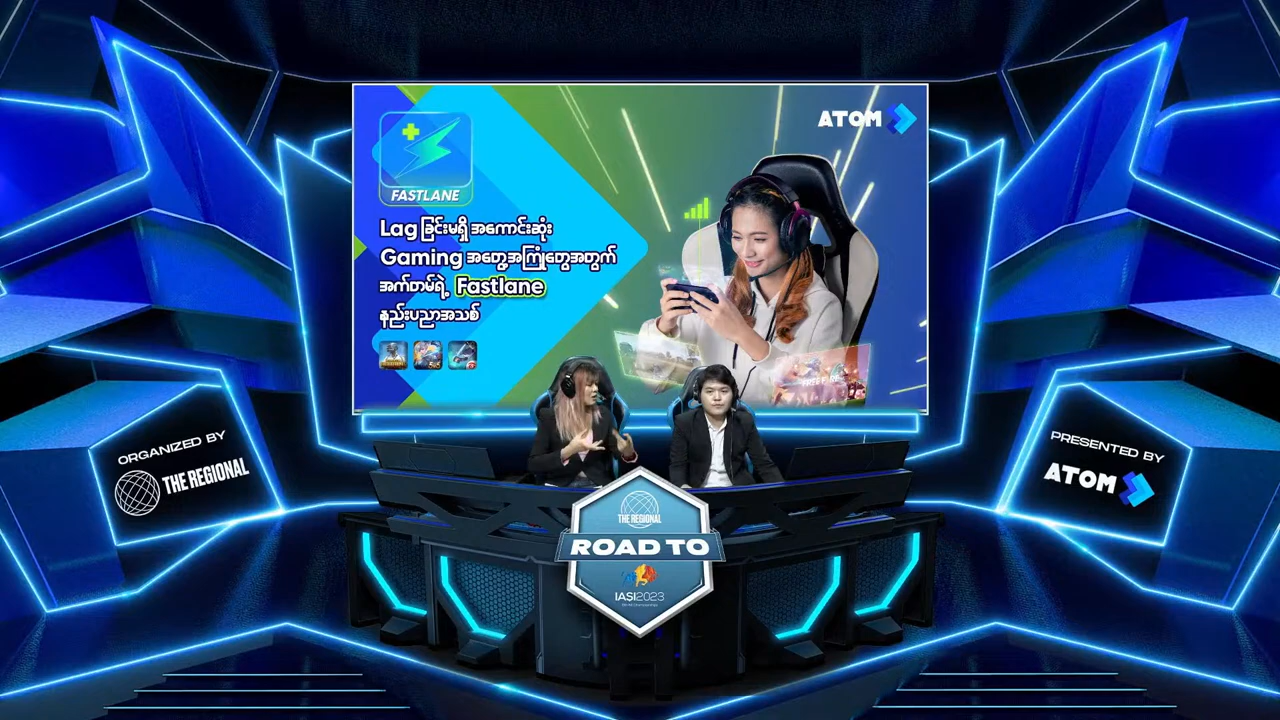 ATOM
FASTLANE
Lag ခြင်းမရှိ အကောင်းဆုံး
Gaming အတွေ့အကြုံတွေအတွက်
အက်တမ်ရဲ့ Fastlane
နည်းပညာအသစ်
FREE FIRE
ORGANIZED BY
THE REGIONAL
PRESENTED BY
ATOM
THE REGIONAL
ROAD TO
IASI2023